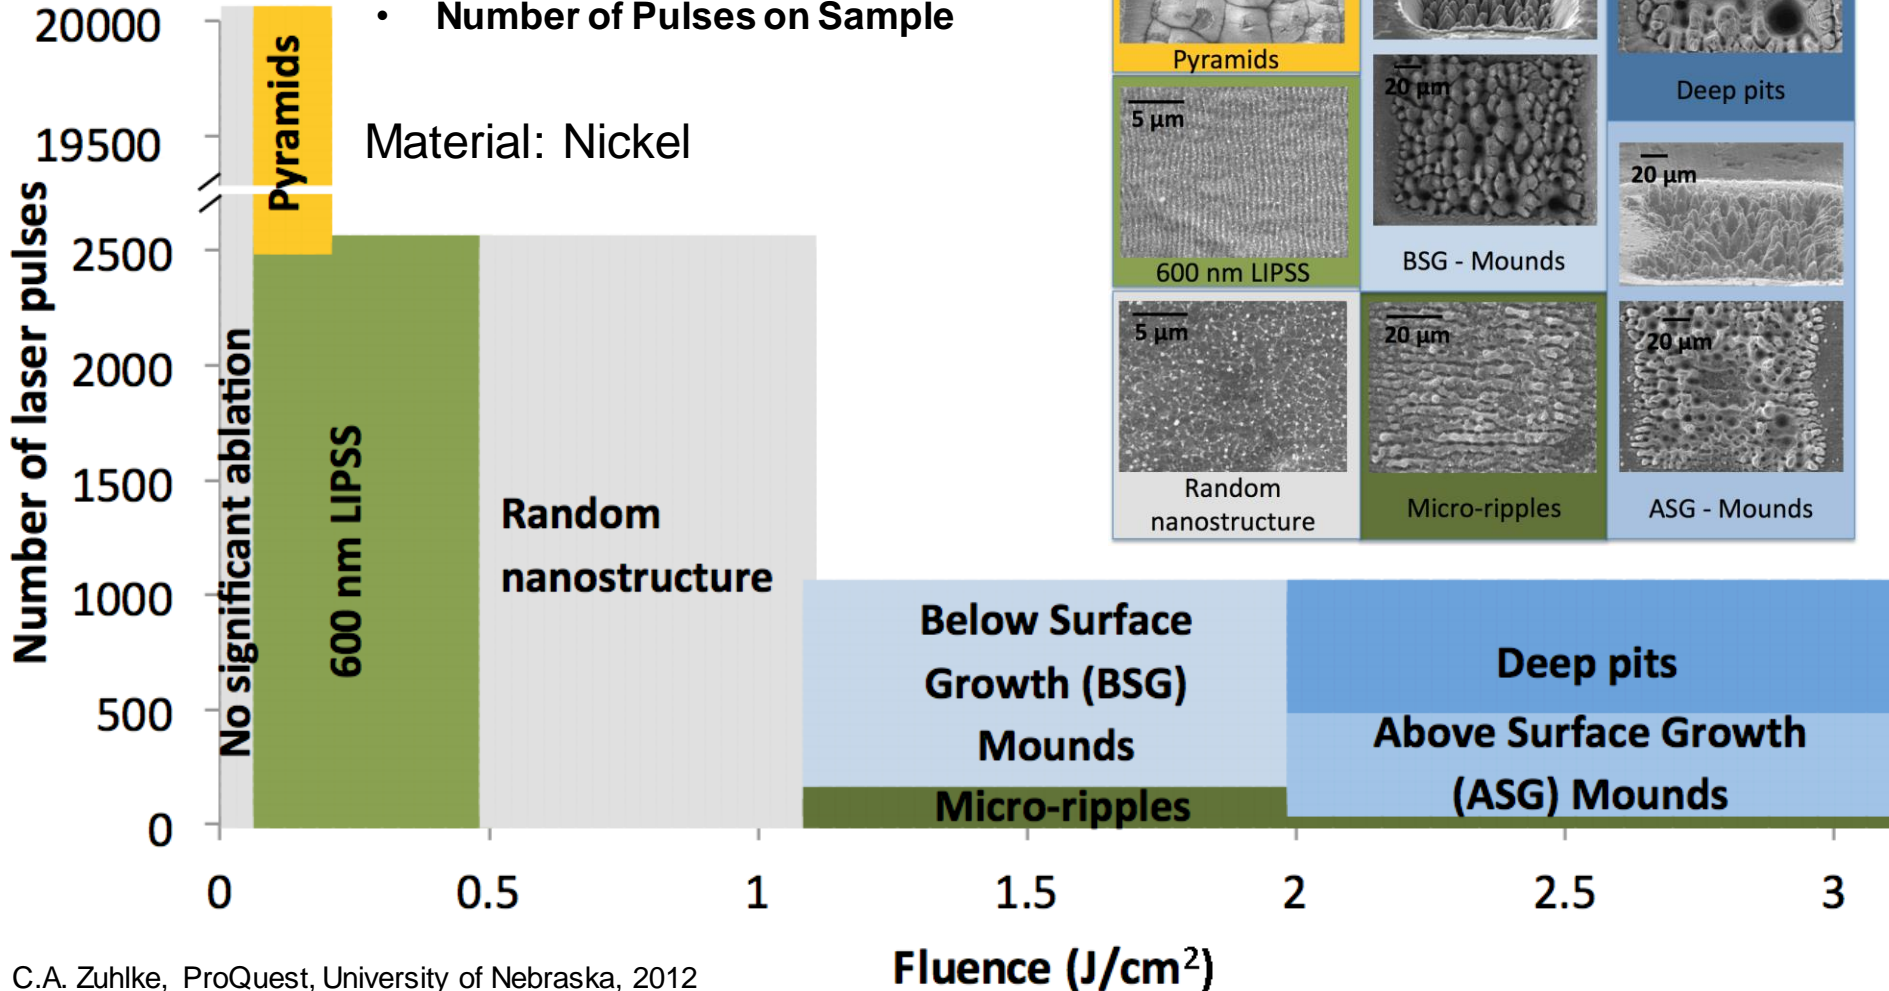 • Number of Pulses on Sample
Material: Nickel
Number of laser pulses
20000
19500
2500
2000
1500
1000
500
0
Pyramids
No significant ablation
600 nm LIPSS
Random
nanostructure
Below Surface
Growth (BSG)
Mounds
Micro-ripples
Deep pits
Above Surface Growth
(ASG) Mounds
0 0.5 1 1.5 2 2.5 3
Fluence (J/cm²)
Pyramids
5 µm
600 nm LIPSS
5 µm
Random
nanostructure
20 µm
BSG - Mounds
20 µm
Micro-ripples
Deep pits
20 µm
20 µm
ASG - Mounds
C.A. Zuhlke, ProQuest, University of Nebraska, 2012